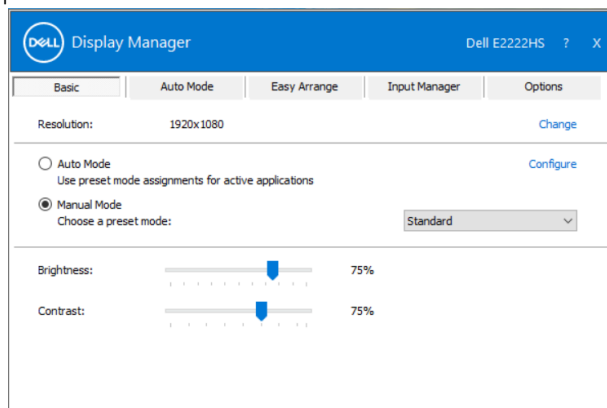 DELL Display Manager Dell E2222HS ? X
Basic Auto Mode Easy Arrange Input Manager Options
Resolution: 1920x1080 Change
Auto Mode Configure
Use preset mode assignments for active applications
Manual Mode
Choose a preset mode: Standard
Brightness: 75%
Contrast: 75%